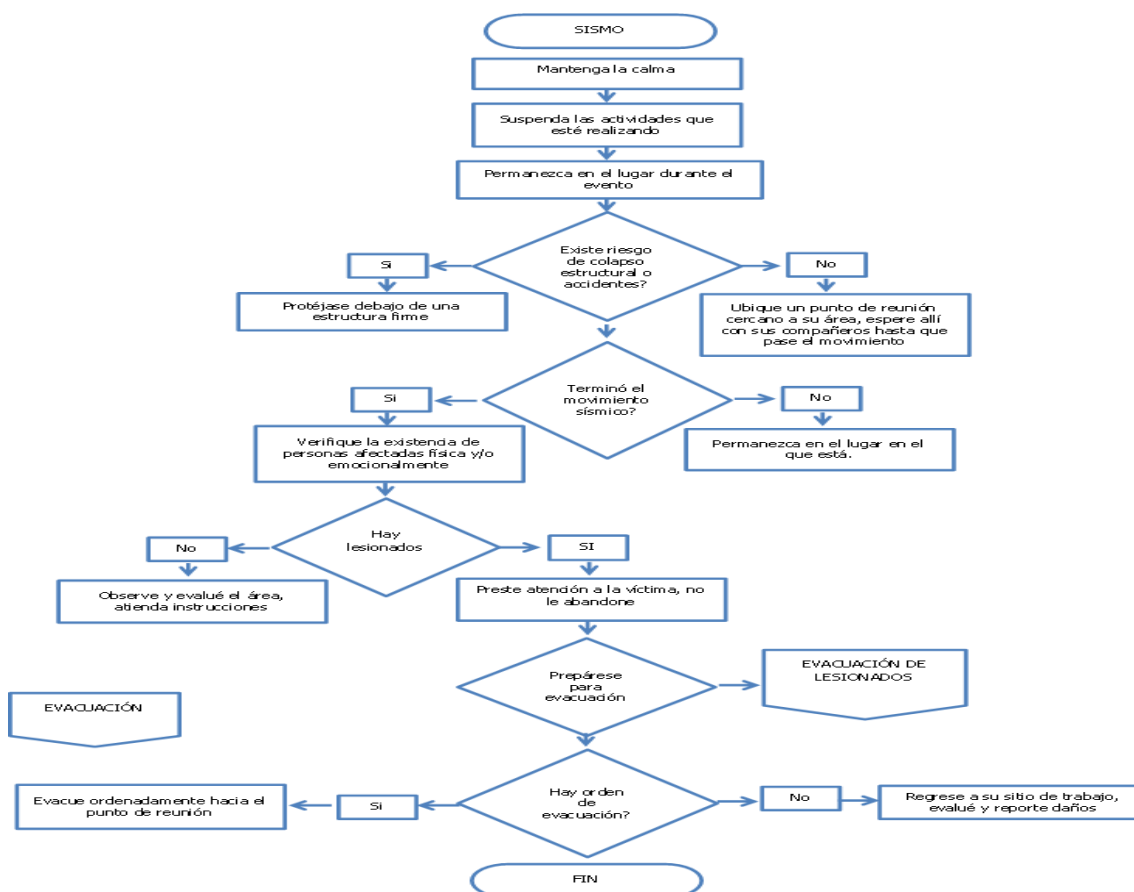 SISMO
Mantenga la calma
Suspenda las actividades que
esté realizando
Permanezca en el lugar durante el
evento
Existe riesgo
de colapso
estructural o
accidentes?
Si
No
Protéjase debajo de una
estructura firme
Ubique un punto de reunión
cercano a su área, espere allí
con sus compañeros hasta que
pase el movimiento
Terminó el
movimiento
sísmico?
Si
No
Verifique la existencia de
personas afectadas física y/o
emocionalmente
Permanezca en el lugar en el
que está.
Hay
lesionados
No
SI
Observe y evalué el área,
atienda instrucciones
Preste atención a la víctima, no
le abandone
Prepárese
para
evacuación
EVACUACIÓN DE
LESIONADOS
EVACUACIÓN
Hay orden
de
evacuación?
Si
No
Evacue ordenadamente hacia el
punto de reunión
Regrese a su sitio de trabajo,
evalué y reporte daños
FIN